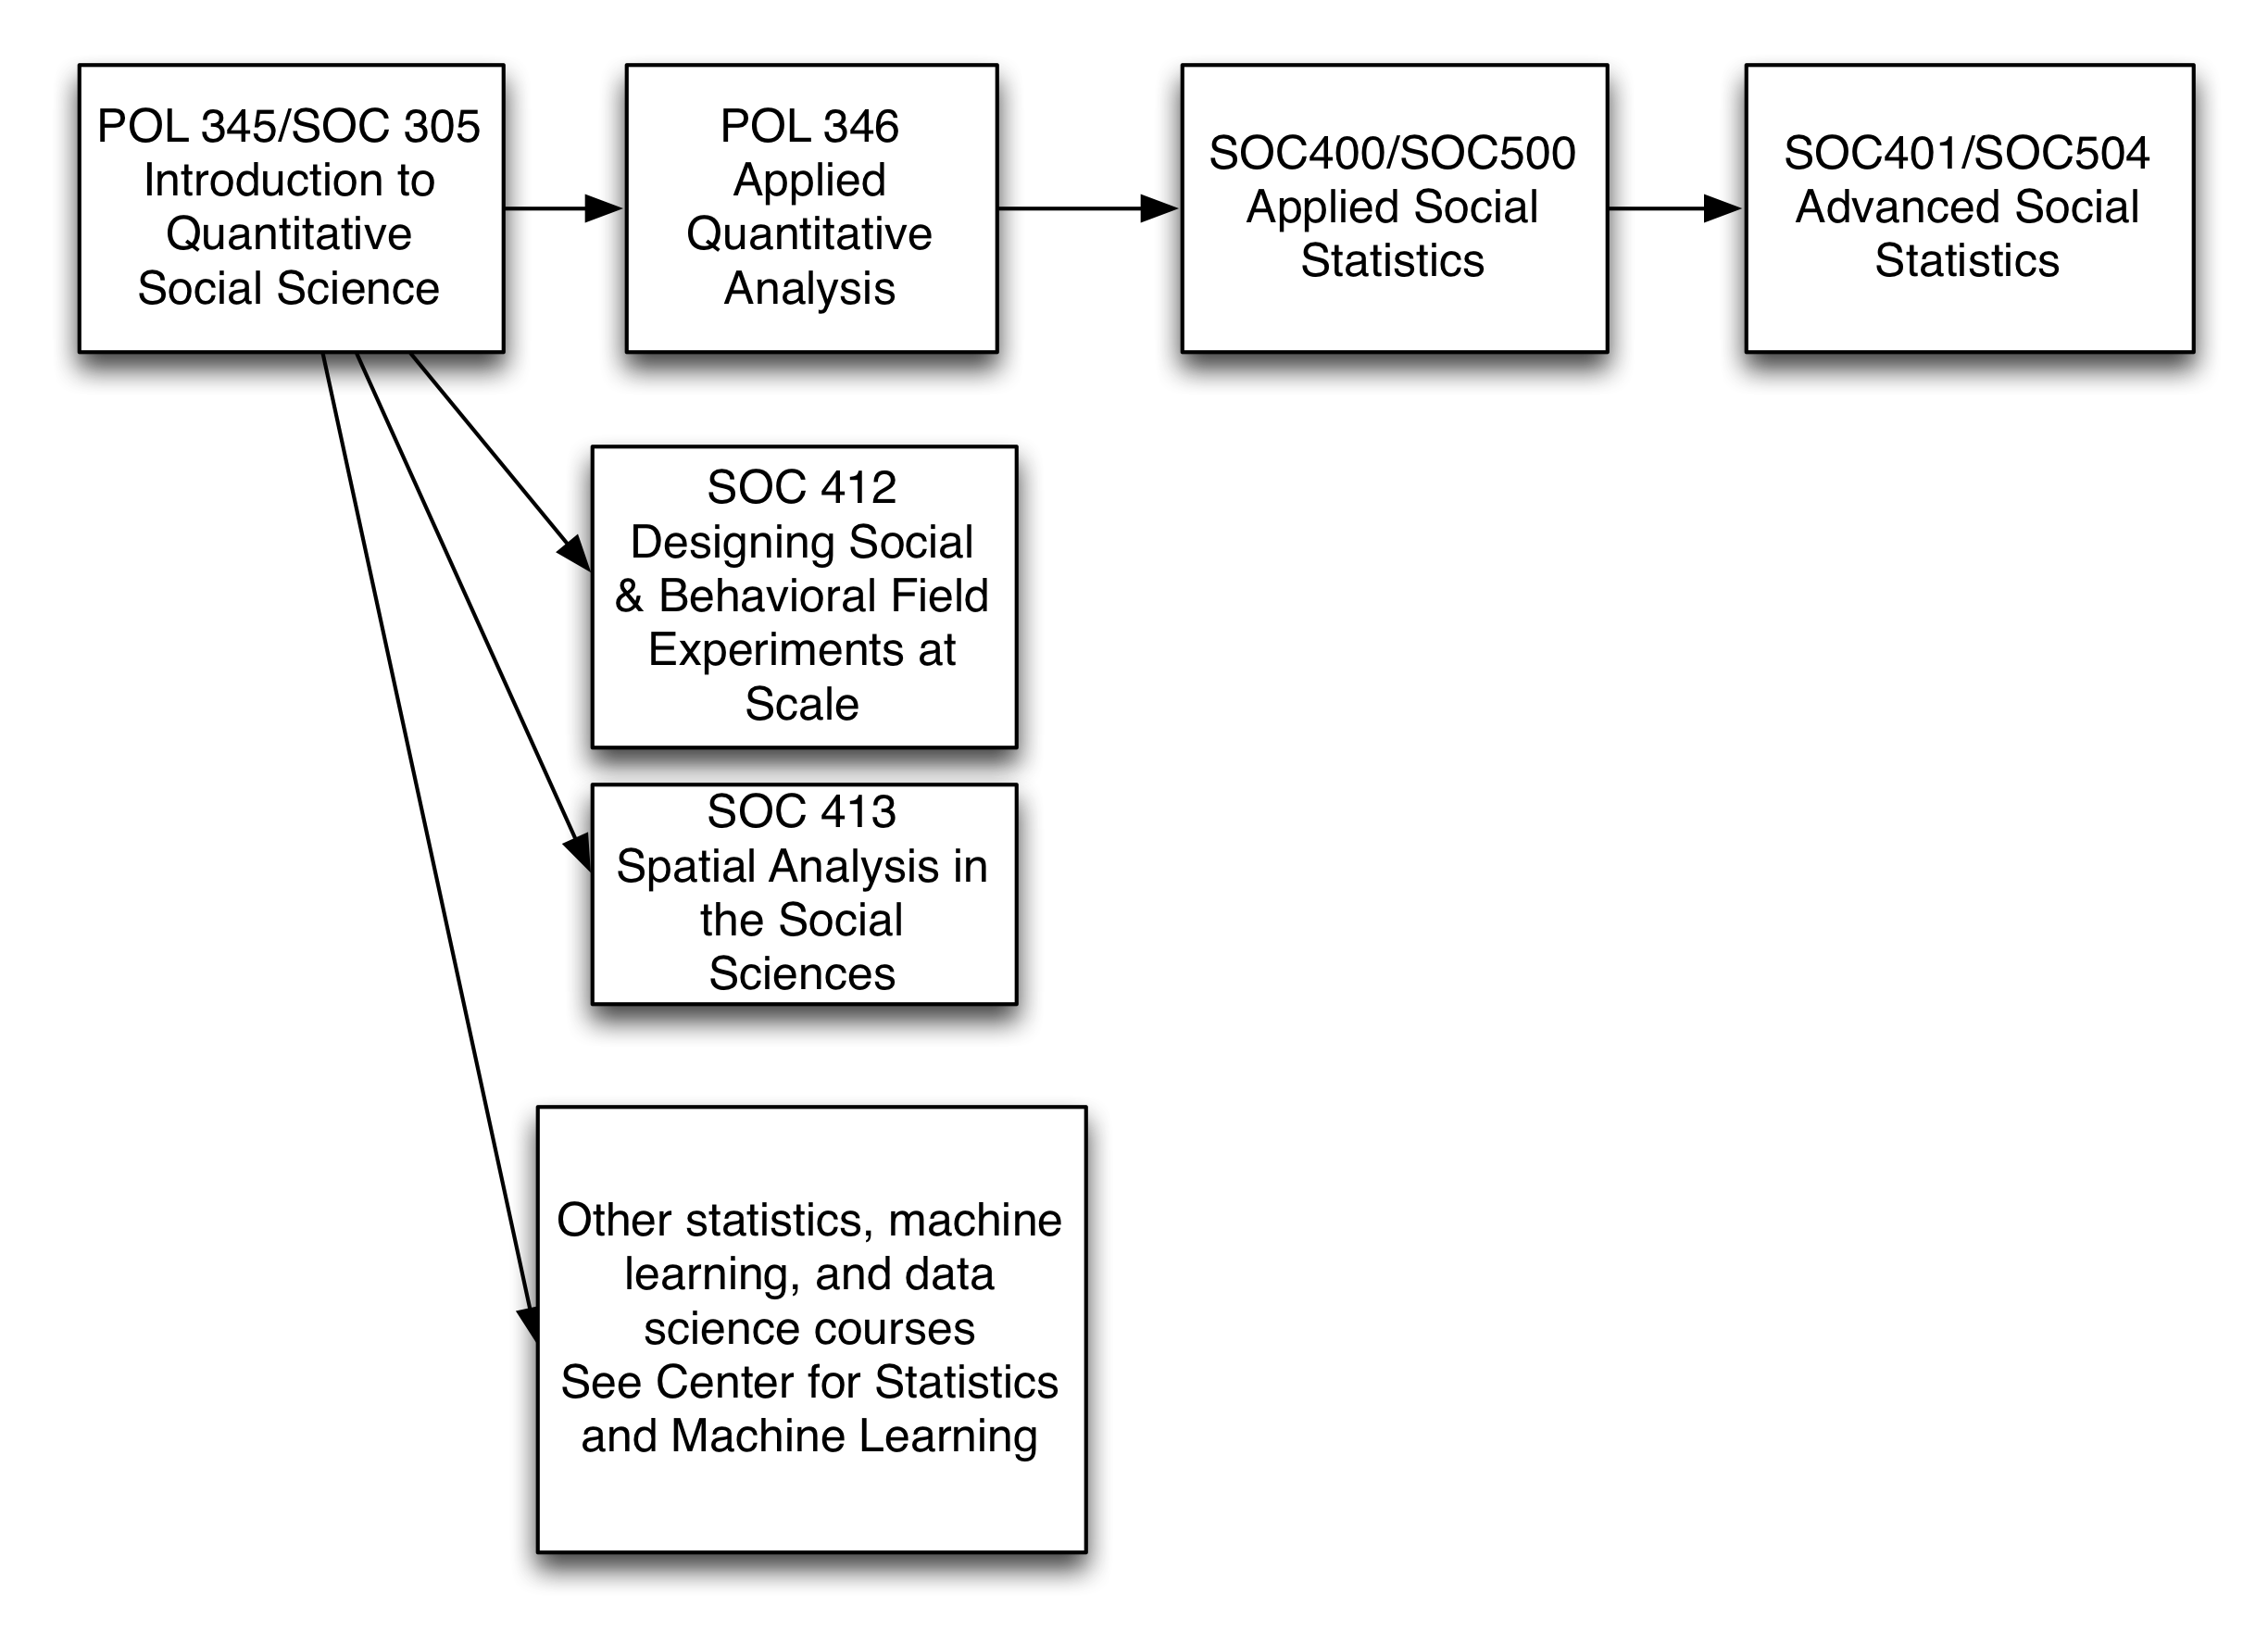 POL 345/SOC 305
Introduction to
Quantitative
Social Science
POL 346
Applied
Quantitative
Analysis
SOC400/SOC500
Applied Social
Statistics
SOC401/SOC504
Advanced Social
Statistics
SOC 412
Designing Social
& Behavioral Field
Experiments at
Scale
SOC 413
Spatial Analysis in
the Social
Sciences
Other statistics, machine
learning, and data
science courses
See Center for Statistics
and Machine Learning